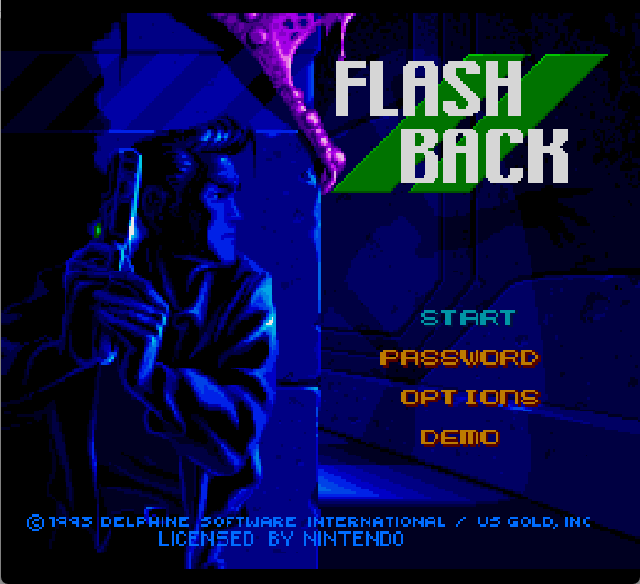 FLASH
BACK
START
PASSWORD
OPTIONS
DEMO
© 1993 DELPHINE SOFTWARE INTERNATIONAL / US GOLD, INC
LICENSED BY NINTENDO